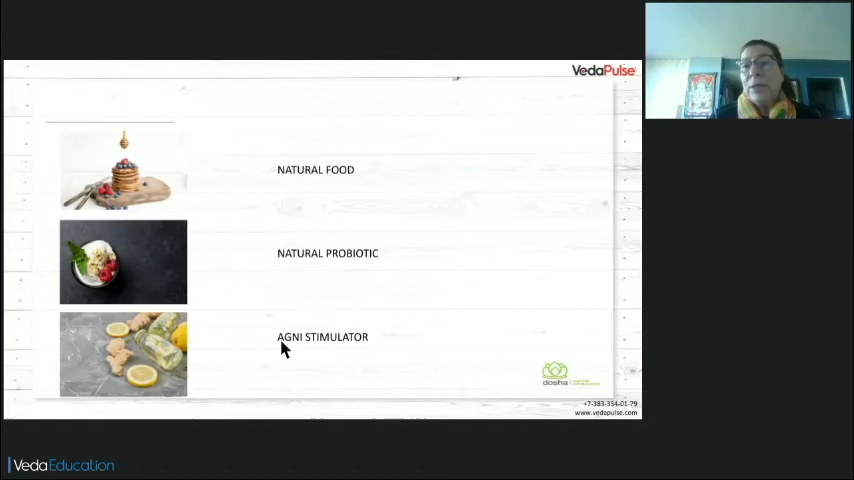 VedaPulse
NATURAL FOOD
NATURAL PROBIOTIC
AGNI STIMULATOR
dosha
+7-383-334-01-79
www.vedapulse.com
VedaEducation